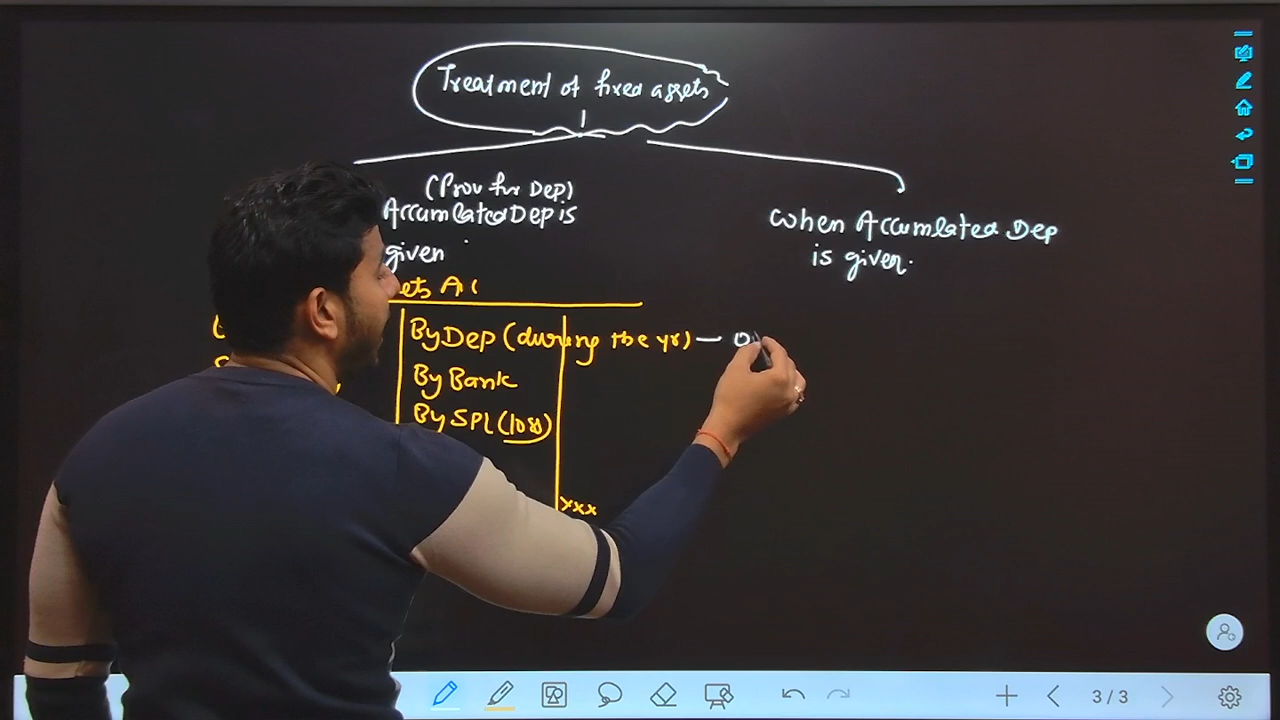 Treatment of fixed assets
(Prov for Dep)
Accumlated Dep is
given
When Accumlated Dep
is given.
ets A/c
By Dep (during the yr) —
By Bank
By SPL (loss)
xxx
3 / 3